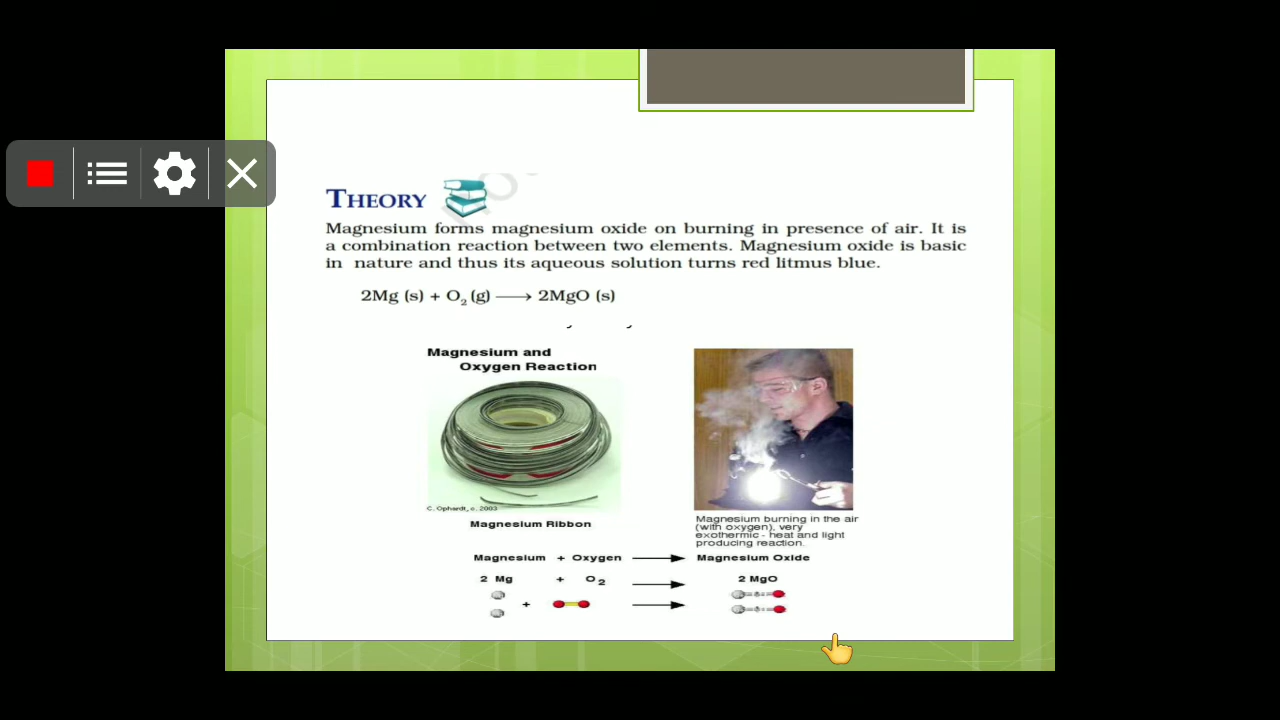 THEORY
Magnesium forms magnesium oxide on burning in presence of air. It is
a combination reaction between two elements. Magnesium oxide is basic
in nature and thus its aqueous solution turns red litmus blue.
2Mg (s) + O2 (g) ⟶ 2MgO (s)
Magnesium and
Oxygen Reaction
C. Ophardt, c. 2003
Magnesium Ribbon
Magnesium burning in the air
(with oxygen), very
exothermic - heat and light
producing reaction.
Magnesium + Oxygen ⟶ Magnesium Oxide
2 Mg + O2 ⟶ 2 MgO
+ ⟶